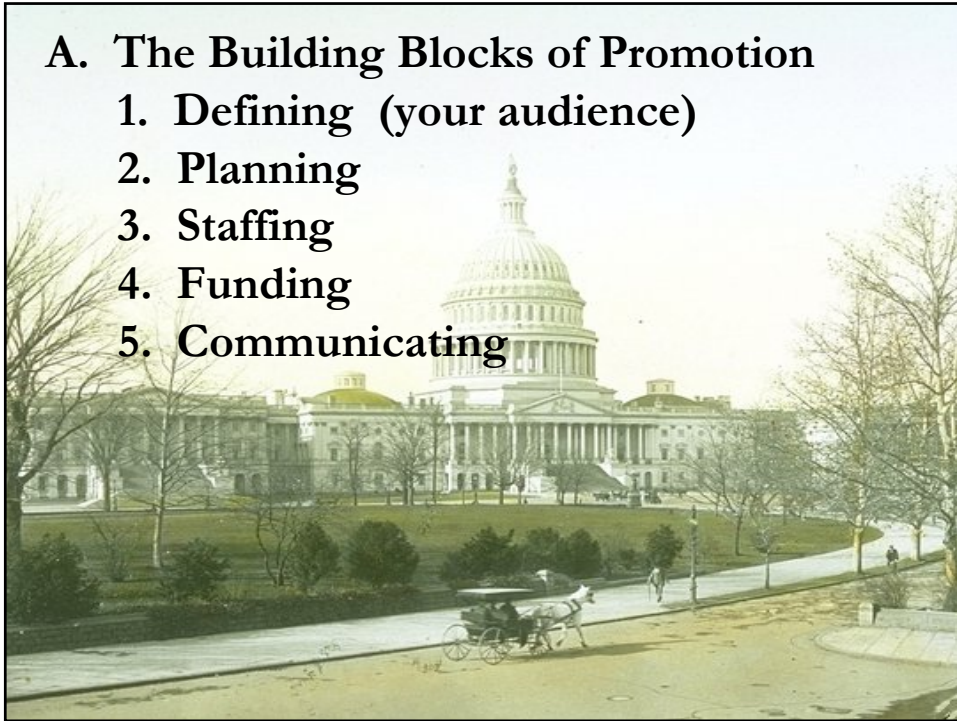 A. The Building Blocks of Promotion
1. Defining (your audience)
2. Planning
3. Staffing
4. Funding
5. Communicating